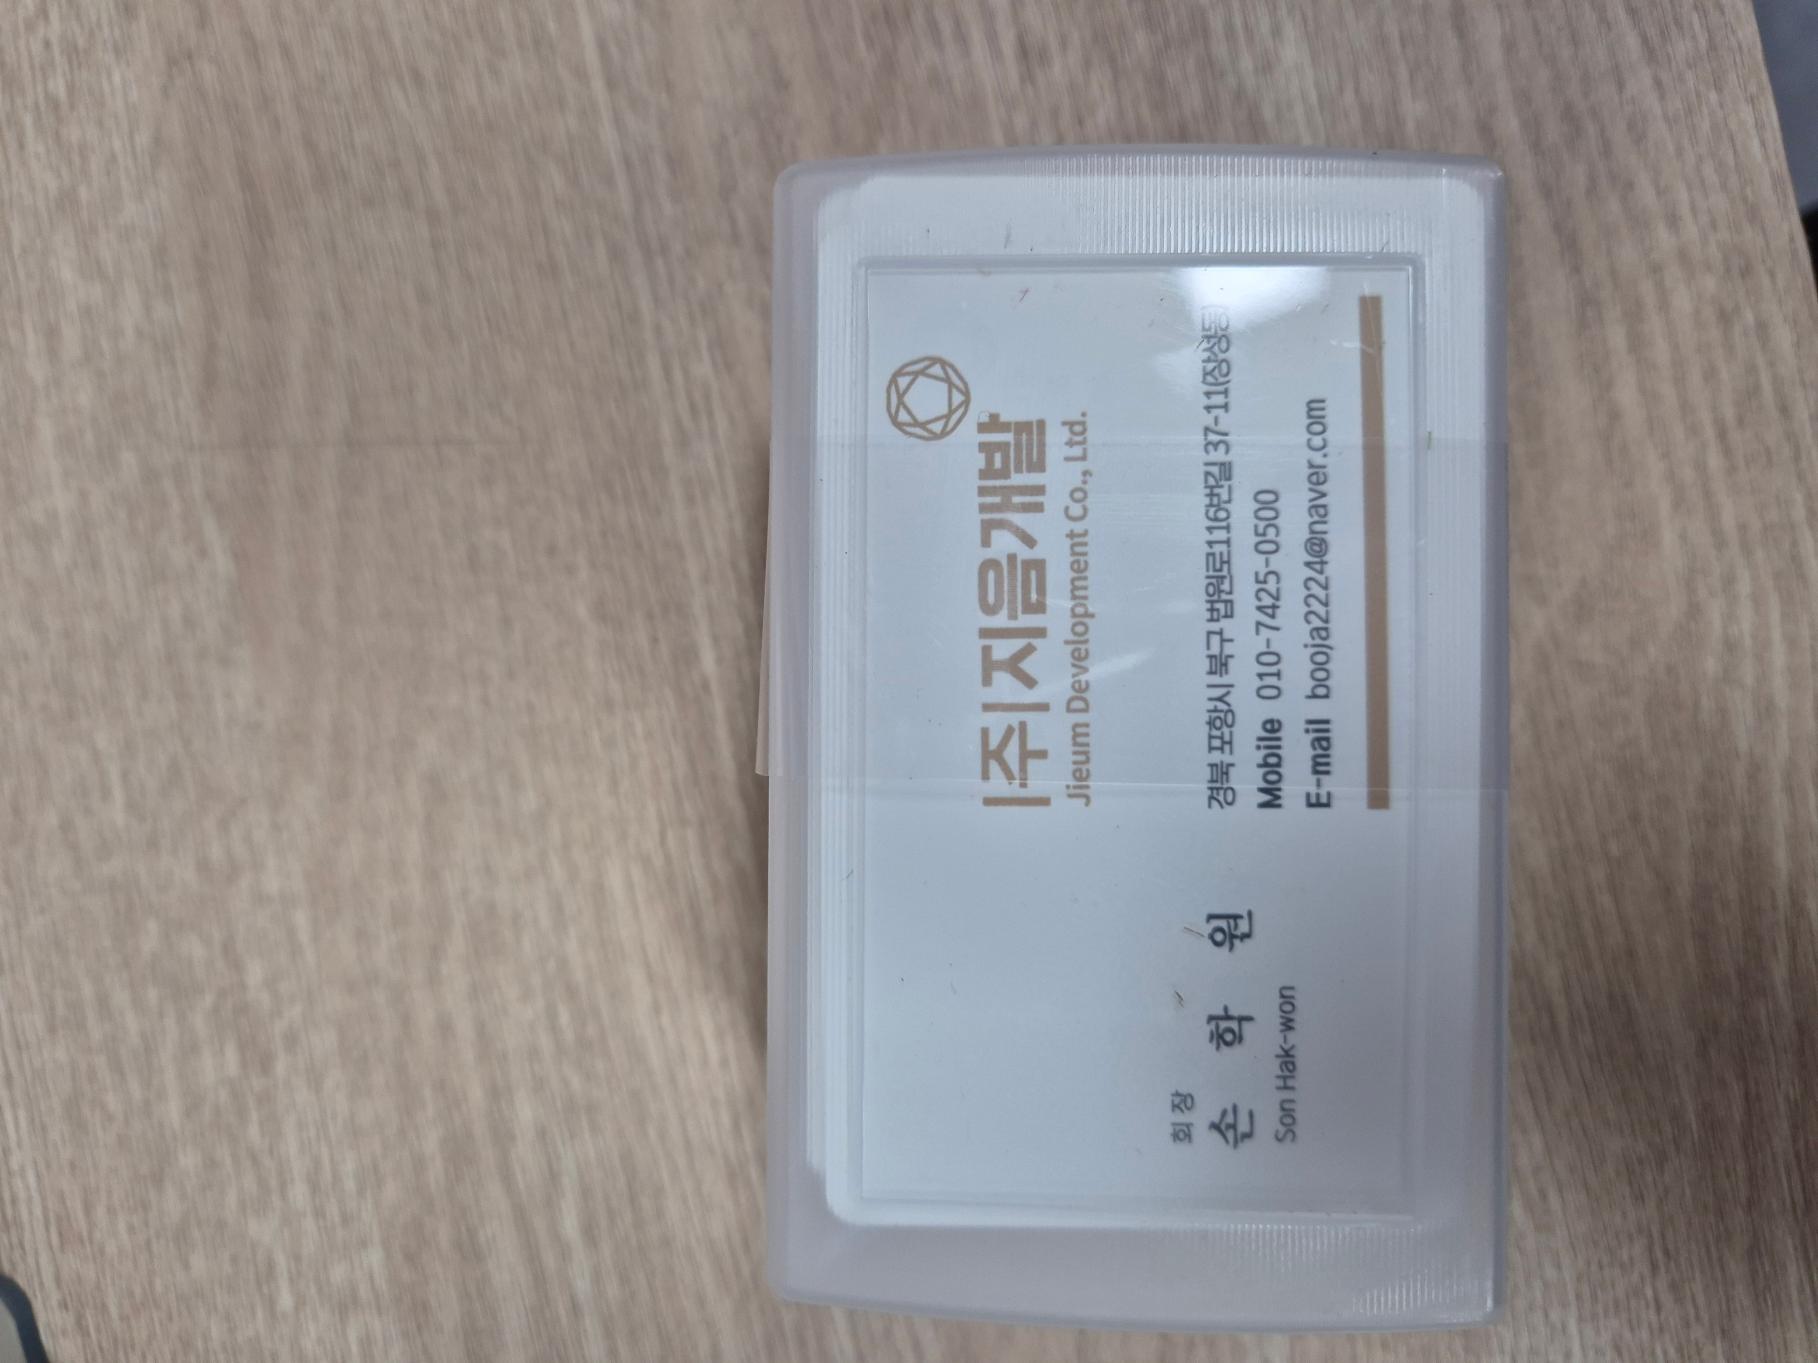 |주|지음개발
Jieum Development Co., Ltd.
회장
손 학 원
Son Hak-won
경북 포항시 북구 법원로116번길 37-11(장성동)
Mobile 010-7425-0500
E-mail booja2224@naver.com